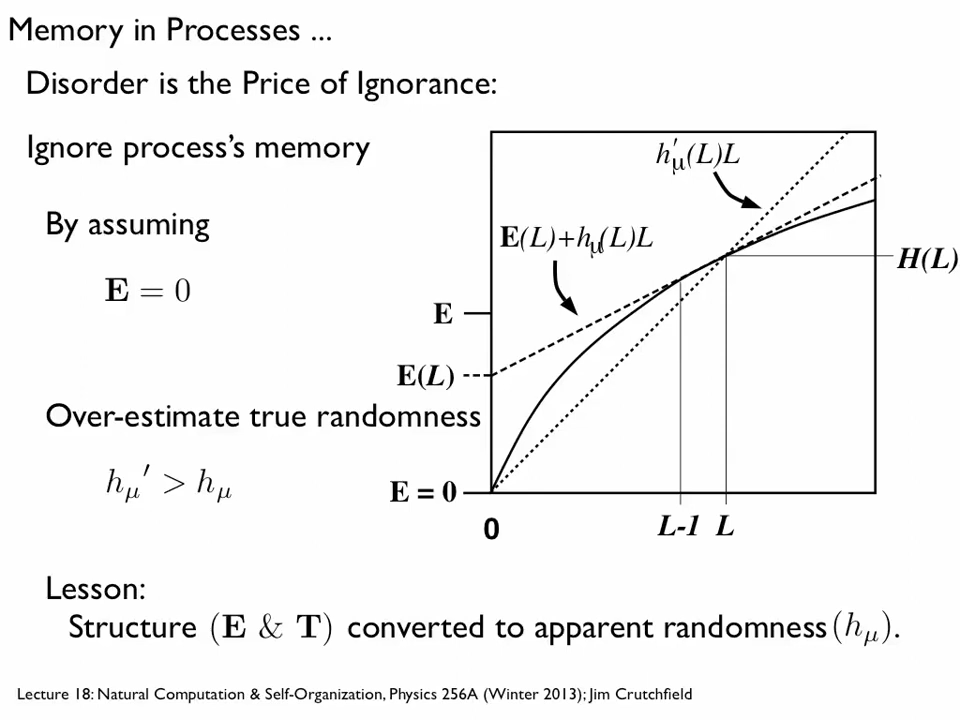 Memory in Processes ...
Disorder is the Price of Ignorance:
Ignore process's memory
By assuming
E = 0
Over-estimate true randomness
hμ′ > hμ
h′μ(L)L
E(L)+hμ(L)L
H(L)
E
E(L)
E = 0
0
L-1 L
Lesson:
Structure (E & T) converted to apparent randomness (hμ).
Lecture 18: Natural Computation & Self-Organization, Physics 256A (Winter 2013); Jim Crutchfield